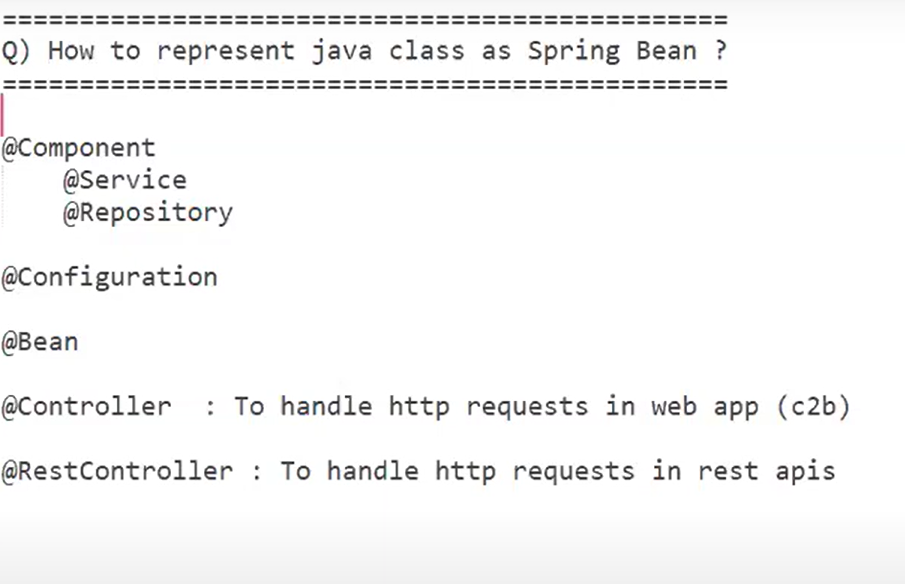 ===============================================
Q) How to represent java class as Spring Bean ?
===============================================
@Component
@Service
@Repository
@Configuration
@Bean
@Controller  : To handle http requests in web app (c2b)
@RestController : To handle http requests in rest apis